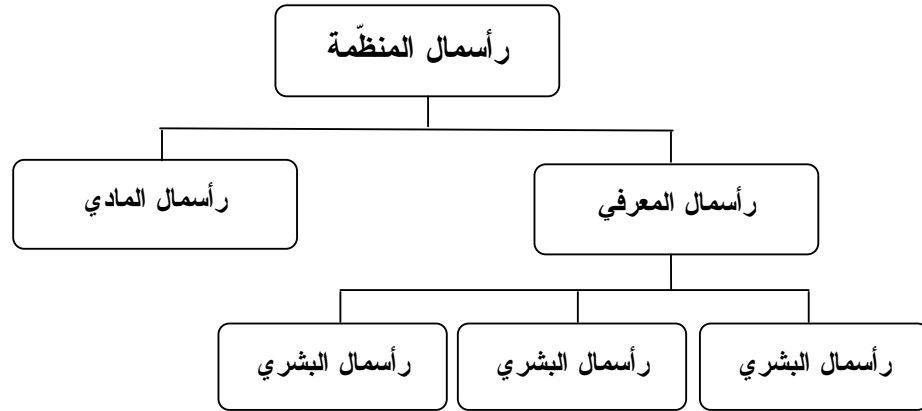 رأسمال المنظّمة
رأسمال المعرفي
رأسمال المادي
رأسمال البشري
رأسمال البشري
رأسمال البشري